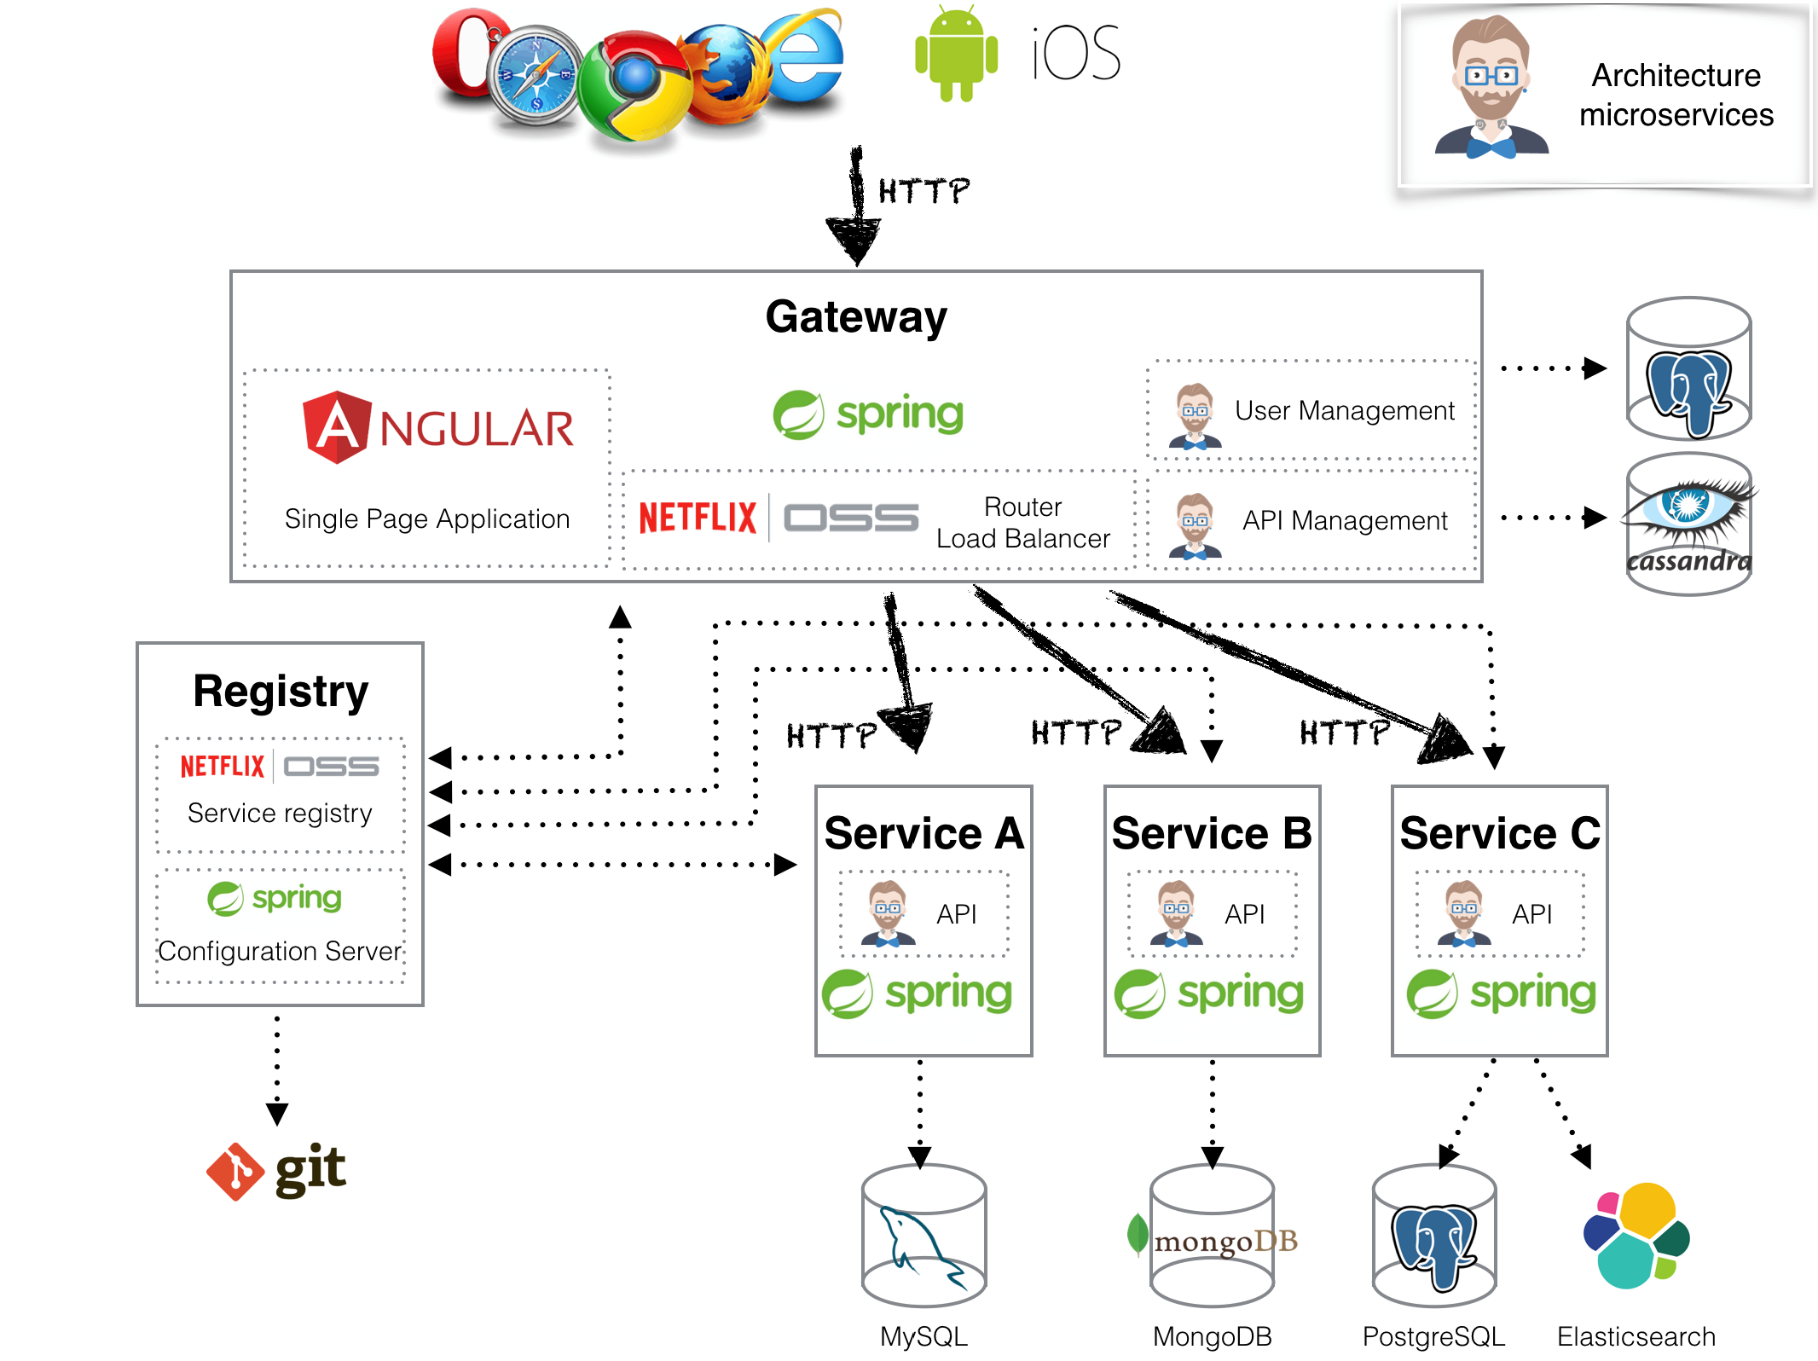 iOS
Architecture
microservices
HTTP
Gateway
ANGULAR
Single Page Application
spring
NETFLIX OSS
Router
Load Balancer
User Management
API Management
cassandra
Registry
NETFLIX OSS
Service registry
spring
Configuration Server
git
HTTP
HTTP
HTTP
Service A
API
spring
Service B
API
spring
Service C
API
spring
mongoDB
MySQL
MongoDB
PostgreSQL
Elasticsearch